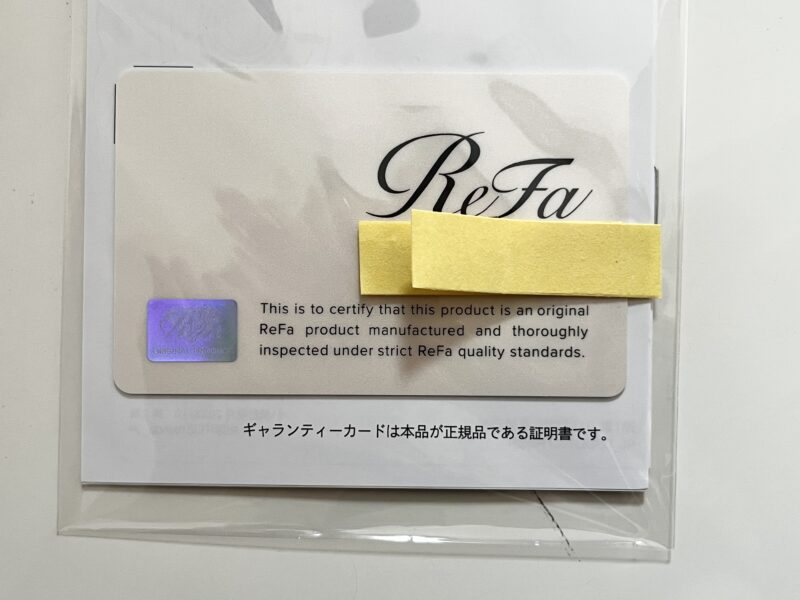 ReFa
This is to certify that this product is an original
ReFa product manufactured and thoroughly
inspected under strict ReFa quality standards.
ギャランティーカードは本品が正規品である証明書です。